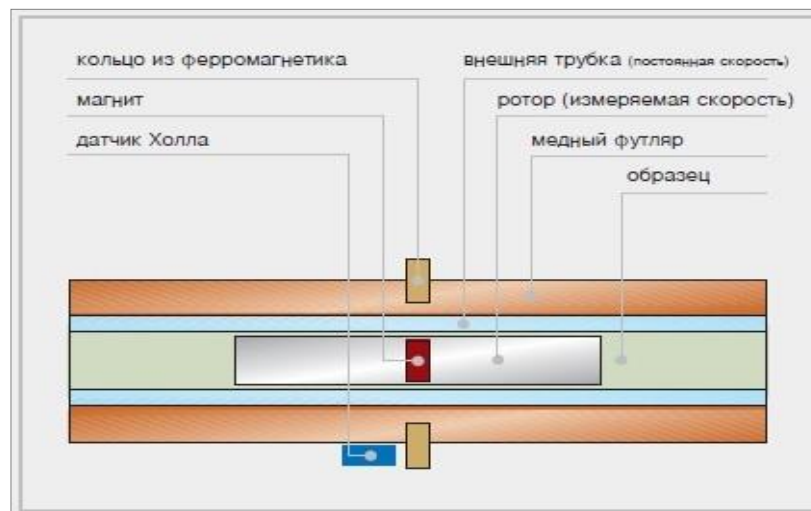 кольцо из ферромагнетика
магнит
датчик Холла
внешняя трубка (постоянная скорость)
ротор (измеряемая скорость)
медный футляр
образец